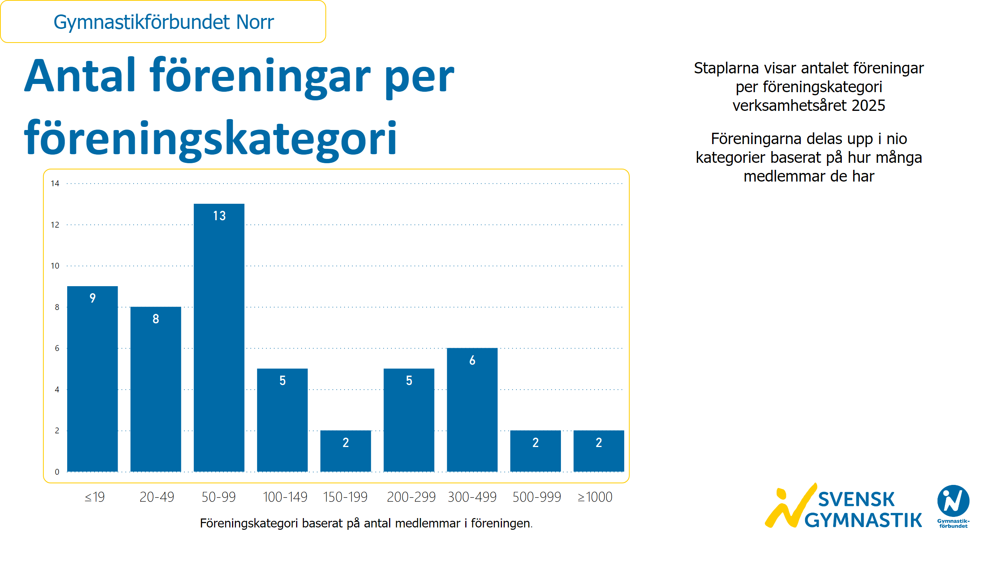 Gymnastikförbundet Norr
Antal föreningar per
föreningskategori
Staplarna visar antalet föreningar
per föreningskategori
verksamhetsåret 2025
Föreningarna delas upp i nio
kategorier baserat på hur många
medlemmar de har
14
12
10
8
6
4
2
0
9
8
13
5
2
5
6
2
2
≤19 20-49 50-99 100-149 150-199 200-299 300-499 500-999 ≥1000
Föreningskategori baserat på antal medlemmar i föreningen.
SVENSK
GYMNASTIK
Gymnastik-
förbundet